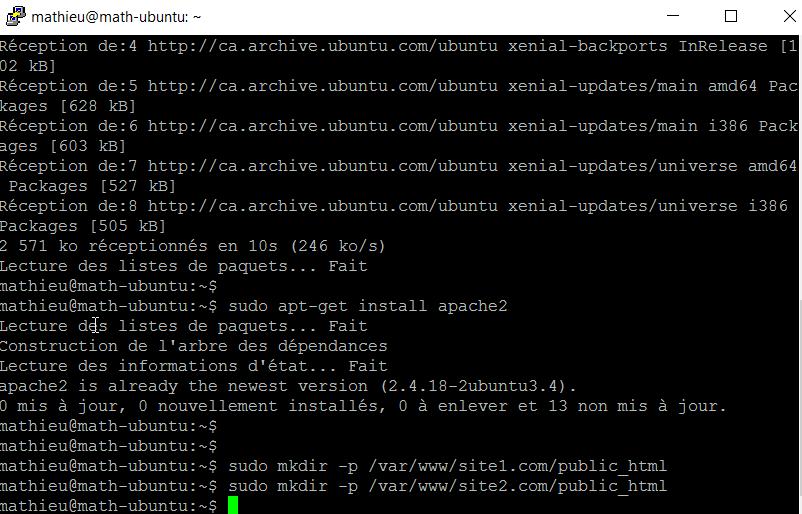 mathieu@math-ubuntu: ~
Réception de:4 http://ca.archive.ubuntu.com/ubuntu xenial-backports InRelease [1
02 kB]
Réception de:5 http://ca.archive.ubuntu.com/ubuntu xenial-updates/main amd64 Pac
kages [628 kB]
Réception de:6 http://ca.archive.ubuntu.com/ubuntu xenial-updates/main i386 Pack
ages [603 kB]
Réception de:7 http://ca.archive.ubuntu.com/ubuntu xenial-updates/universe amd64
 Packages [527 kB]
Réception de:8 http://ca.archive.ubuntu.com/ubuntu xenial-updates/universe i386
Packages [505 kB]
2 571 ko réceptionnés en 10s (246 ko/s)
Lecture des listes de paquets... Fait
mathieu@math-ubuntu:~$
mathieu@math-ubuntu:~$ sudo apt-get install apache2
Lecture des listes de paquets... Fait
Construction de l'arbre des dépendances
Lecture des informations d'état... Fait
apache2 is already the newest version (2.4.18-2ubuntu3.4).
0 mis à jour, 0 nouvellement installés, 0 à enlever et 13 non mis à jour.
mathieu@math-ubuntu:~$
mathieu@math-ubuntu:~$
mathieu@math-ubuntu:~$ sudo mkdir -p /var/www/site1.com/public_html
mathieu@math-ubuntu:~$ sudo mkdir -p /var/www/site2.com/public_html
mathieu@math-ubuntu:~$